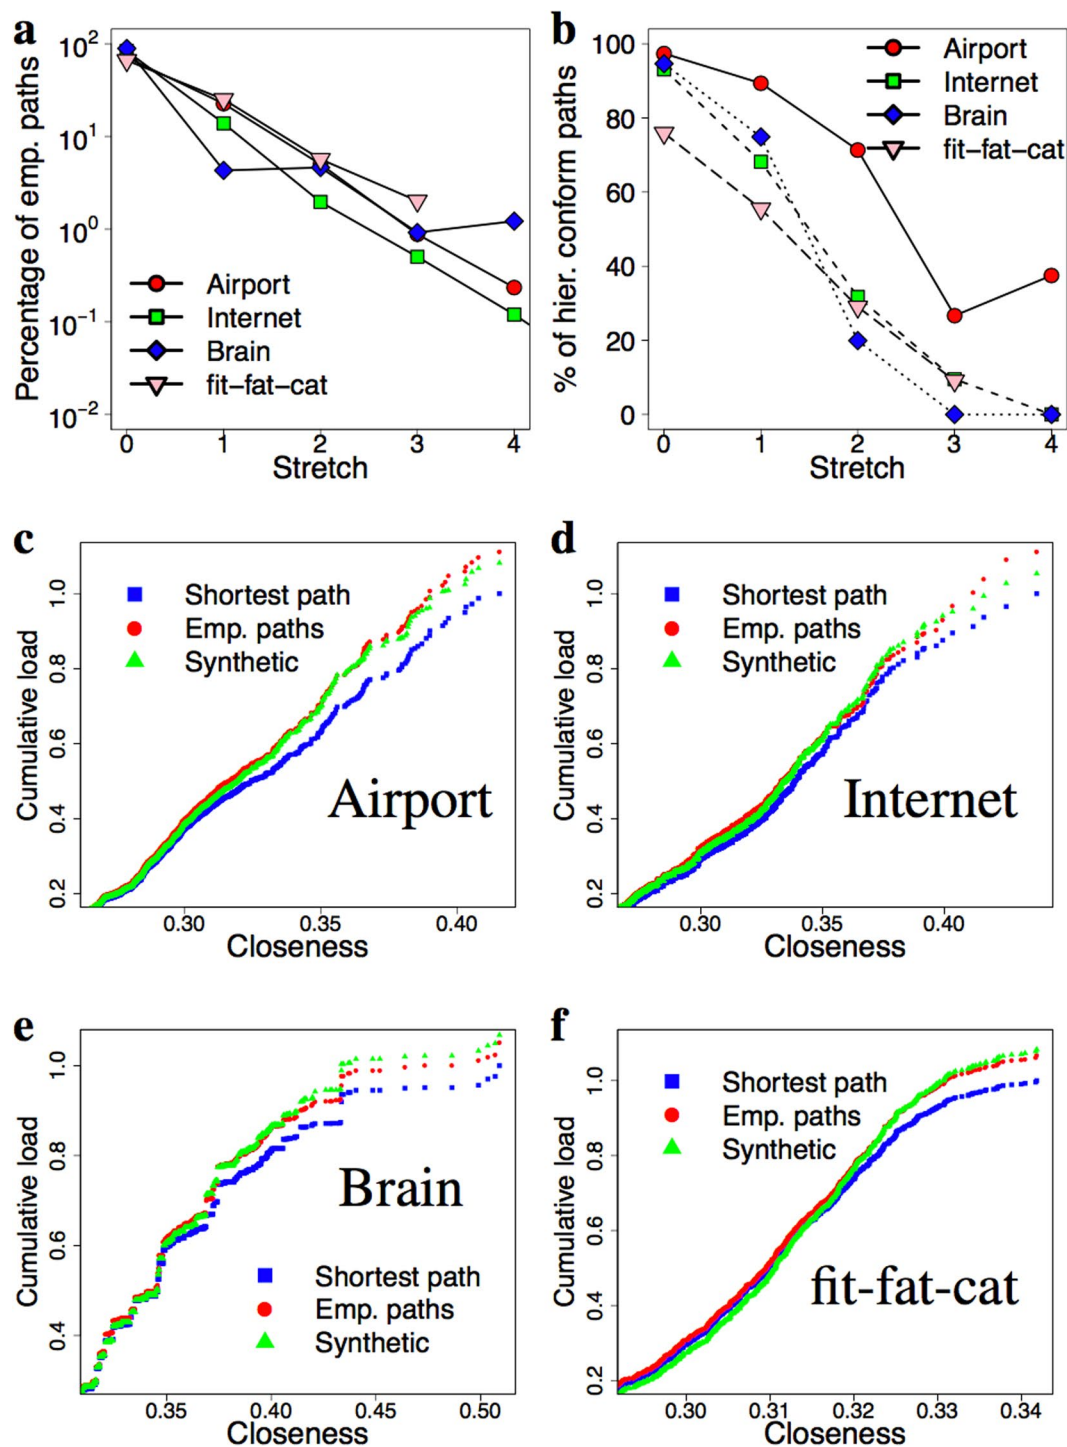 a
Percentage of emp. paths
10^2
10^1
10^0
10^−1
10^−2
Airport
Internet
Brain
fit−fat−cat
0 1 2 3 4
Stretch
b
% of hier. conform paths
100
80
60
40
20
0
Airport
Internet
Brain
fit−fat−cat
0 1 2 3 4
Stretch
c
Cumulative load
1.0
0.8
0.6
0.4
0.2
Shortest path
Emp. paths
Synthetic
Airport
0.30 0.35 0.40
Closeness
d
Cumulative load
1.0
0.8
0.6
0.4
0.2
Shortest path
Emp. paths
Synthetic
Internet
0.30 0.35 0.40
Closeness
e
Cumulative load
1.0
0.8
0.6
0.4
Brain
Shortest path
Emp. paths
Synthetic
0.35 0.40 0.45 0.50
Closeness
f
Cumulative load
1.0
0.8
0.6
0.4
0.2
Shortest path
Emp. paths
Synthetic
fit-fat-cat
0.30 0.31 0.32 0.33 0.34
Closeness